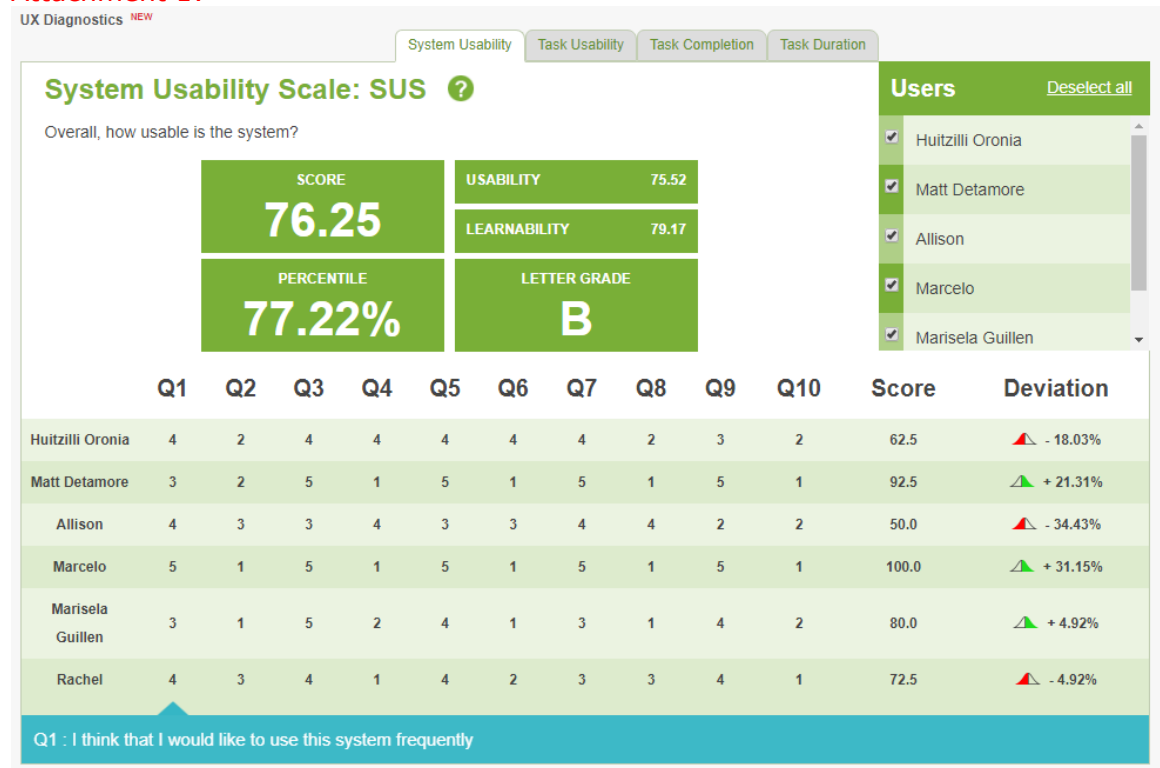 UX Diagnostics NEW
System Usability Task Usability Task Completion Task Duration
System Usability Scale: SUS ?
Overall, how usable is the system?
Users Deselect all
Huitzilli Oronia
Matt Detamore
Allison
Marcelo
Marisela Guillen
SCORE
76.25
USABILITY 75.52
LEARNABILITY 79.17
PERCENTILE
77.22%
LETTER GRADE
B
Q1 Q2 Q3 Q4 Q5 Q6 Q7 Q8 Q9 Q10 Score Deviation
Huitzilli Oronia 4 2 4 4 4 4 4 2 3 2 62.5 - 18.03%
Matt Detamore 3 2 5 1 5 1 5 1 5 1 92.5 + 21.31%
Allison 4 3 3 4 3 3 4 4 2 2 50.0 - 34.43%
Marcelo 5 1 5 1 5 1 5 1 5 1 100.0 + 31.15%
Marisela
Guillen 3 1 5 2 4 1 3 1 4 2 80.0 + 4.92%
Rachel 4 3 4 1 4 2 3 3 4 1 72.5 - 4.92%
Q1 : I think that I would like to use this system frequently